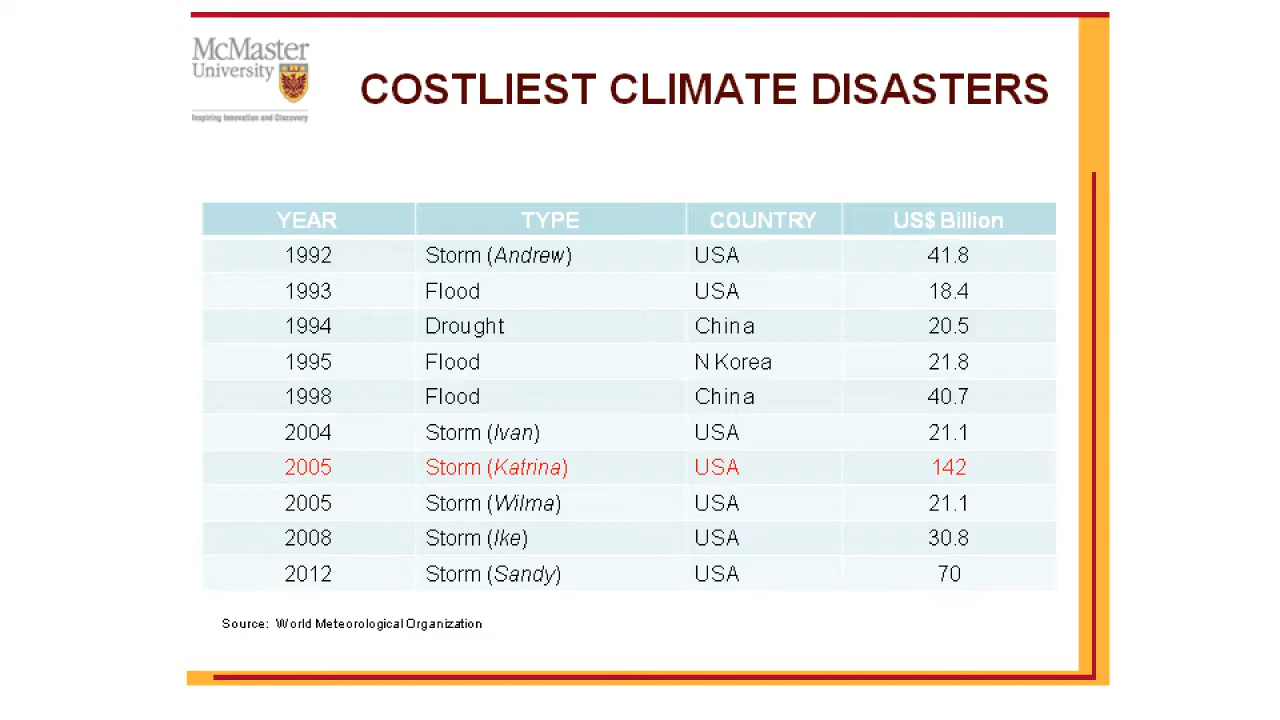 McMaster
University
Inspiring Innovation and Discovery
COSTLIEST CLIMATE DISASTERS
YEAR TYPE COUNTRY US$ Billion
1992 Storm (Andrew) USA 41.8
1993 Flood USA 18.4
1994 Drought China 20.5
1995 Flood N Korea 21.8
1998 Flood China 40.7
2004 Storm (Ivan) USA 21.1
2005 Storm (Katrina) USA 142
2005 Storm (Wilma) USA 21.1
2008 Storm (Ike) USA 30.8
2012 Storm (Sandy) USA 70
Source: World Meteorological Organization